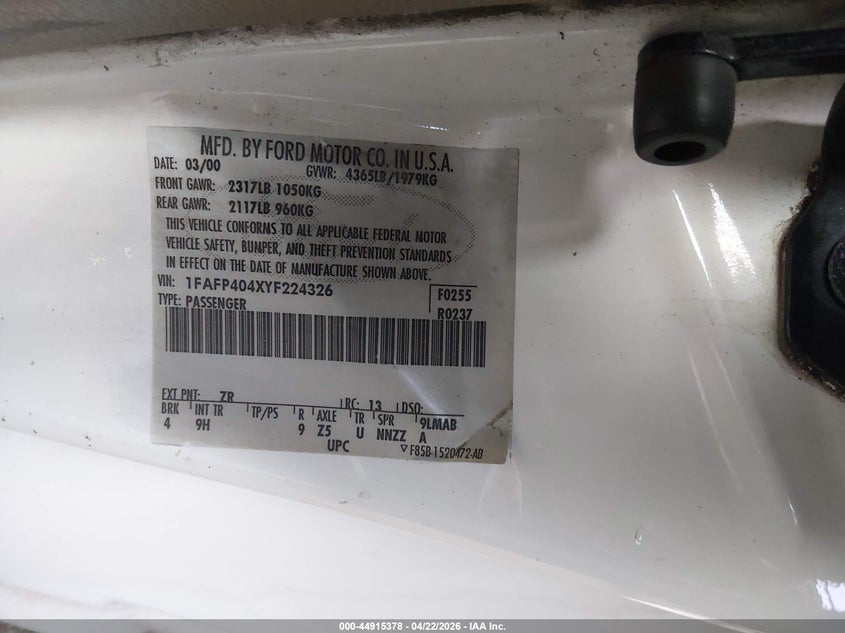 MFD. BY FORD MOTOR CO. IN U.S.A.
DATE: 03/00 GVWR: 4365LB/1979KG
FRONT GAWR: 2317LB 1050KG
REAR GAWR: 2117LB 960KG
THIS VEHICLE CONFORMS TO ALL APPLICABLE FEDERAL MOTOR
VEHICLE SAFETY, BUMPER, AND THEFT PREVENTION STANDARDS
IN EFFECT ON THE DATE OF MANUFACTURE SHOWN ABOVE.
VIN: 1FAFP404XYF224326 F0255
TYPE: PASSENGER R0237
EXT PNT: ZR RC: 13 DSO:
BRK INT TR TP/PS R AXLE TR SPR 9LMAB
4 9H 9 Z5 U NNZZ A
UPC F85B-1520472-AB
000-44915378 - 04/22/2026 - IAA Inc.